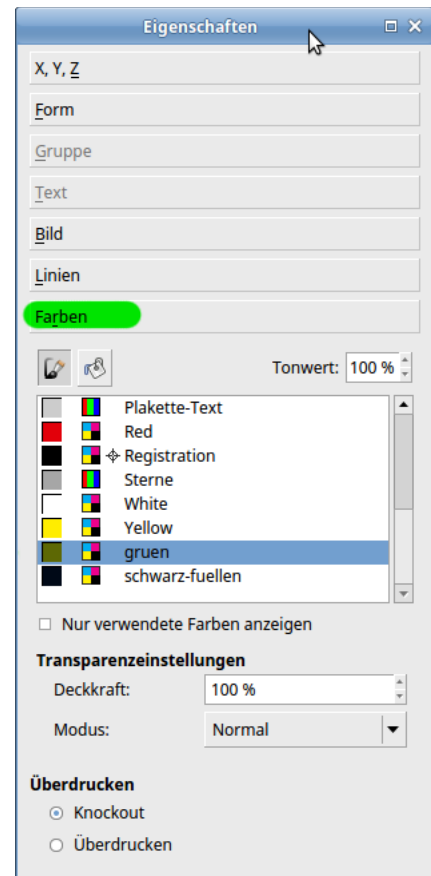 Eigenschaften
X, Y, Z
Form
Gruppe
Text
Bild
Linien
Farben
Tonwert: 100 %
Plakette-Text
Red
Registration
Sterne
White
Yellow
gruen
schwarz-fuellen
Nur verwendete Farben anzeigen
Transparenzeinstellungen
Deckkraft: 100 %
Modus: Normal
Überdrucken
Knockout
Überdrucken